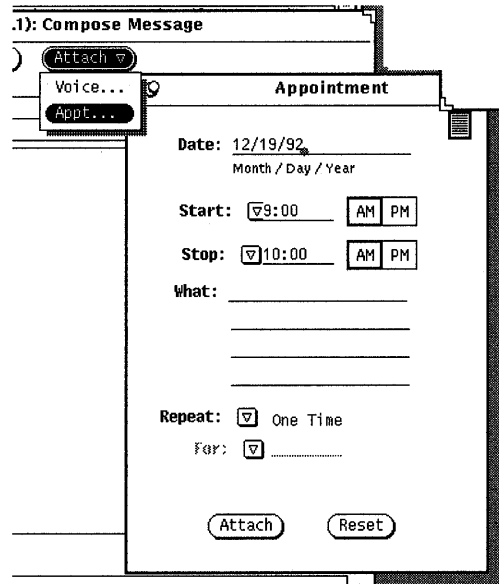 .1): Compose Message
Attach
Voice...
Appt...
Appointment
Date: 12/19/92
Month / Day / Year
Start: 9:00 AM PM
Stop: 10:00 AM PM
What:
Repeat: One Time
For:
Attach Reset